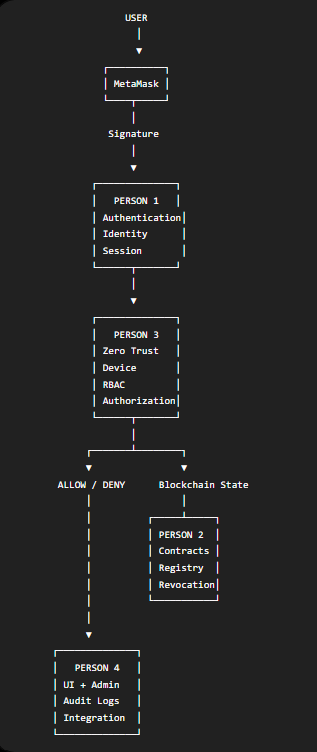 USER
MetaMask
Signature
PERSON 1
Authentication
Identity
Session
PERSON 3
Zero Trust
Device
RBAC
Authorization
ALLOW / DENY
Blockchain State
PERSON 2
Contracts
Registry
Revocation
PERSON 4
UI + Admin
Audit Logs
Integration